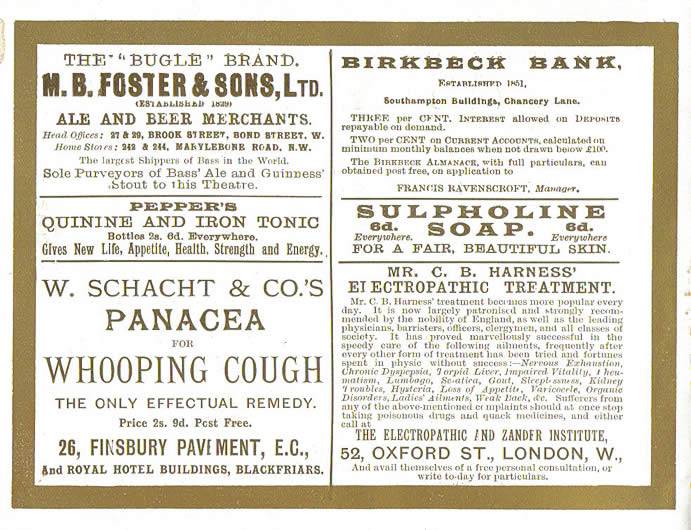 THE "BUGLE" BRAND.
M. B. FOSTER & SONS, LTD.
(ESTABLISHED 1829)
ALE AND BEER MERCHANTS.
Head Offices: 27 & 29, BROOK STREET, BOND STREET, W.
Home Stores: 242 & 244, MARYLEBONE ROAD, N.W.
The largest Shippers of Bass in the World.
Sole Purveyors of Bass' Ale and Guinness'
Stout to this Theatre.
PEPPER'S
QUININE AND IRON TONIC
Bottles 2s. 6d. Everywhere.
Gives New Life, Appetite, Health, Strength and Energy.
W. SCHACHT & CO.'S
PANACEA
FOR
WHOOPING COUGH
THE ONLY EFFECTUAL REMEDY.
Price 2s. 9d. Post Free.
26, FINSBURY PAVEMENT, E.C.,
And ROYAL HOTEL BUILDINGS, BLACKFRIARS.
BIRKBECK BANK,
ESTABLISHED 1851,
Southampton Buildings, Chancery Lane.
THREE per CENT. INTEREST allowed on DEPOSITS
repayable on demand.
TWO per CENT on CURRENT ACCOUNTS, calculated on
minimum monthly balances when not drawn below £100.
The BIRKBECK ALMANACK, with full particulars, can
obtained post free, on application to
FRANCIS RAVENSCROFT, Manager.
SULPHOLINE
6d. SOAP. 6d.
Everywhere. Everywhere
FOR A FAIR, BEAUTIFUL SKIN.
MR. C. B. HARNESS'
ELECTROPATHIC TREATMENT.
Mr. C. B. Harness' treatment becomes more popular every
day. It is now largely patronised and strongly recom-
mended by the nobility of England, as well as the leading
physicians, barristers, officers, clergymen, and all classes of
society. It has proved marvellously successful in the
speedy cure of the following ailments, frequently after
every other form of treatment has been tried and fortunes
spent in physic without success:—Nervous Exhaustion,
Chronic Dyspepsia, Torpid Liver, Impaired Vitality, Rheu-
matism, Lumbago, Sciatica, Gout, Sleeplessness, Kidney
Troubles, Hysteria, Loss of Appetite, Varicocele, Organic
Disorders, Ladies' Ailments, Weak Back, &c. Sufferers from
any of the above-mentioned complaints should at once stop
taking poisonous drugs and quack medicines, and either
call at
THE ELECTROPATHIC AND ZANDER INSTITUTE,
52, OXFORD ST., LONDON, W.,
And avail themselves of a free personal consultation, or
write to-day for particulars.